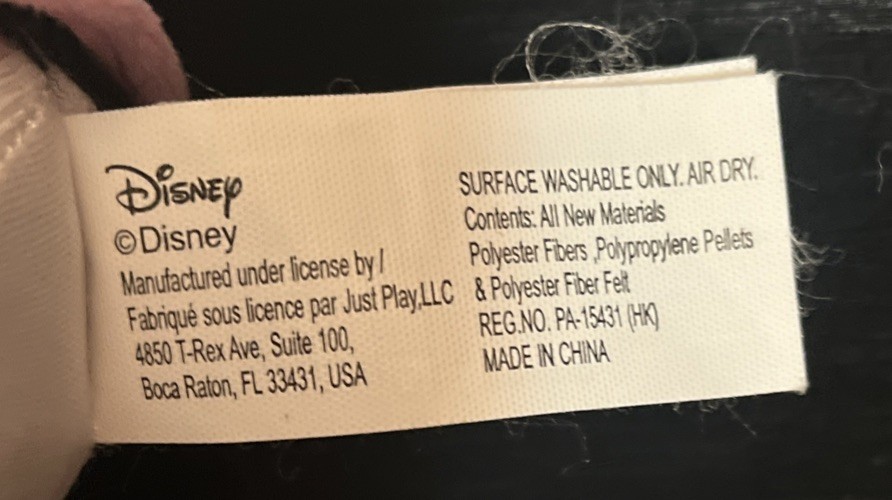 Disney
©Disney
Manufactured under license by /
Fabriqué sous licence par Just Play,LLC
4850 T-Rex Ave, Suite 100,
Boca Raton, FL 33431, USA
SURFACE WASHABLE ONLY. AIR DRY.
Contents: All New Materials
Polyester Fibers ,Polypropylene Pellets
& Polyester Fiber Felt
REG.NO. PA-15431 (HK)
MADE IN CHINA